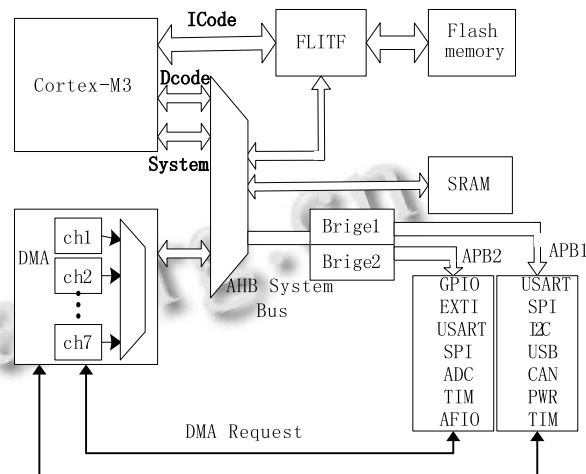 ICode
FLITF
Flash
memory
Cortex-M3
Dcode
System
SRAM
DMA
ch1
ch2
ch7
Brige1
Brige2
APB1
APB2
AHB System
Bus
GPIO
EXTI
USART
SPI
ADC
TIM
AFIO
USART
SPI
I2C
USB
CAN
PWR
TIM
DMA Request